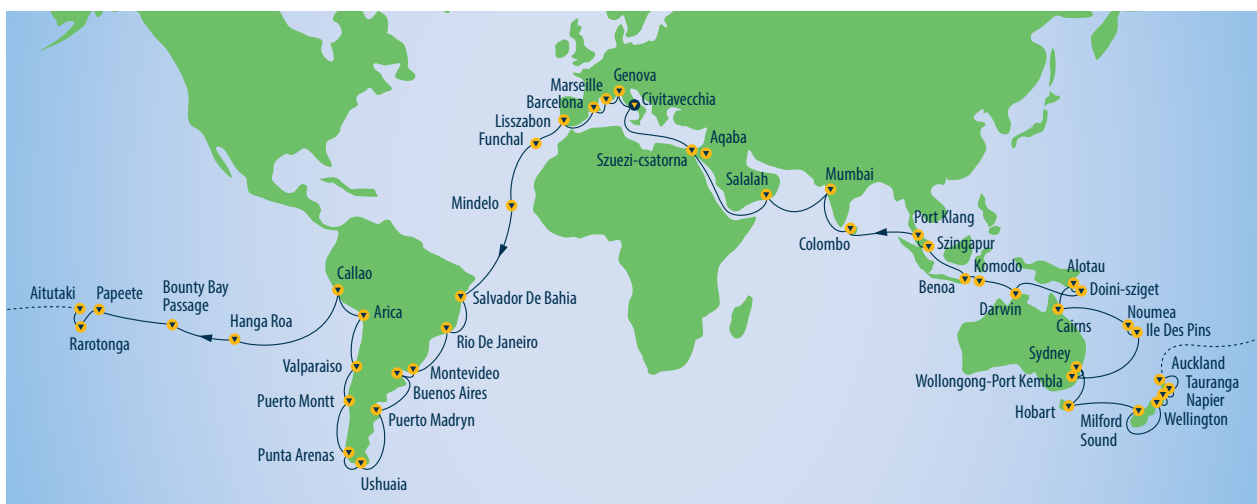 Genova
Marseille
Civitavecchia
Barcelona
Lisszabon
Funchal
Aqaba
Szuezi-csatorna
Salalah
Mumbai
Mindelo
Port Klang
Colombo
Szingapur
Komodo
Alotau
Callao
Benoa
Doini-sziget
Aitutaki
Papeete
Bounty Bay
Passage
Salvador De Bahia
Darwin
Noumea
Hanga Roa
Arica
Cairns
Ile Des Pins
Rarotonga
Rio De Janeiro
Sydney
Auckland
Valparaiso
Montevideo
Wollongong-Port Kembla
Tauranga
Buenos Aires
Puerto Montt
Napier
Puerto Madryn
Hobart
Milford
Sound
Wellington
Punta Arenas
Ushuaia